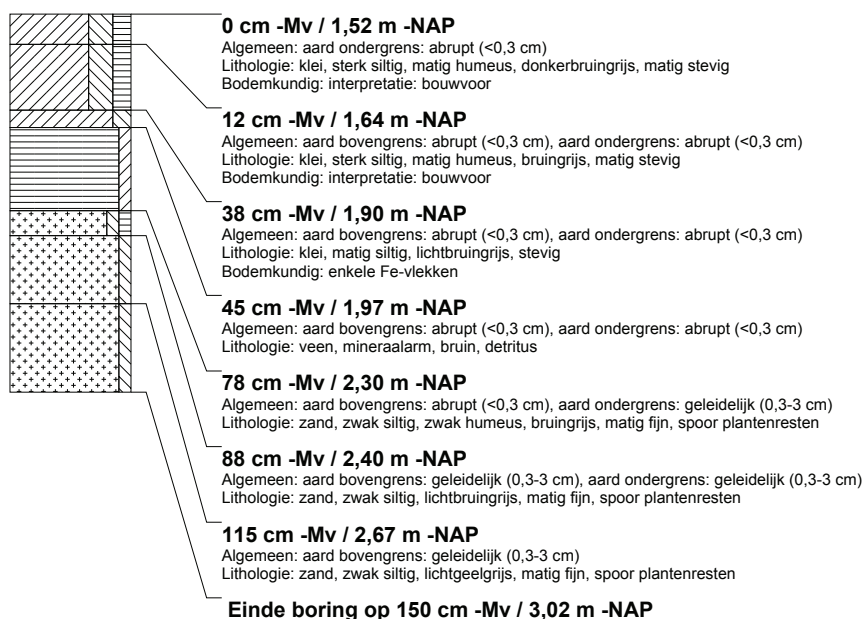 0 cm -Mv / 1,52 m -NAP
Algemeen: aard ondergrens: abrupt (<0,3 cm)
Lithologie: klei, sterk siltig, matig humeus, donkerbruingrijs, matig stevig
Bodemkundig: interpretatie: bouwvoor
12 cm -Mv / 1,64 m -NAP
Algemeen: aard bovengrens: abrupt (<0,3 cm), aard ondergrens: abrupt (<0,3 cm)
Lithologie: klei, sterk siltig, matig humeus, bruingrijs, matig stevig
Bodemkundig: interpretatie: bouwvoor
38 cm -Mv / 1,90 m -NAP
Algemeen: aard bovengrens: abrupt (<0,3 cm), aard ondergrens: abrupt (<0,3 cm)
Lithologie: klei, matig siltig, lichtbruingrijs, stevig
Bodemkundig: enkele Fe-vlekken
45 cm -Mv / 1,97 m -NAP
Algemeen: aard bovengrens: abrupt (<0,3 cm), aard ondergrens: abrupt (<0,3 cm)
Lithologie: veen, mineraalarm, bruin, detritus
78 cm -Mv / 2,30 m -NAP
Algemeen: aard bovengrens: abrupt (<0,3 cm), aard ondergrens: geleidelijk (0,3-3 cm)
Lithologie: zand, zwak siltig, zwak humeus, bruingrijs, matig fijn, spoor plantenresten
88 cm -Mv / 2,40 m -NAP
Algemeen: aard bovengrens: geleidelijk (0,3-3 cm), aard ondergrens: geleidelijk (0,3-3 cm)
Lithologie: zand, zwak siltig, lichtbruingrijs, matig fijn, spoor plantenresten
115 cm -Mv / 2,67 m -NAP
Algemeen: aard bovengrens: geleidelijk (0,3-3 cm)
Lithologie: zand, zwak siltig, lichtgeelgrijs, matig fijn, spoor plantenresten
Einde boring op 150 cm -Mv / 3,02 m -NAP